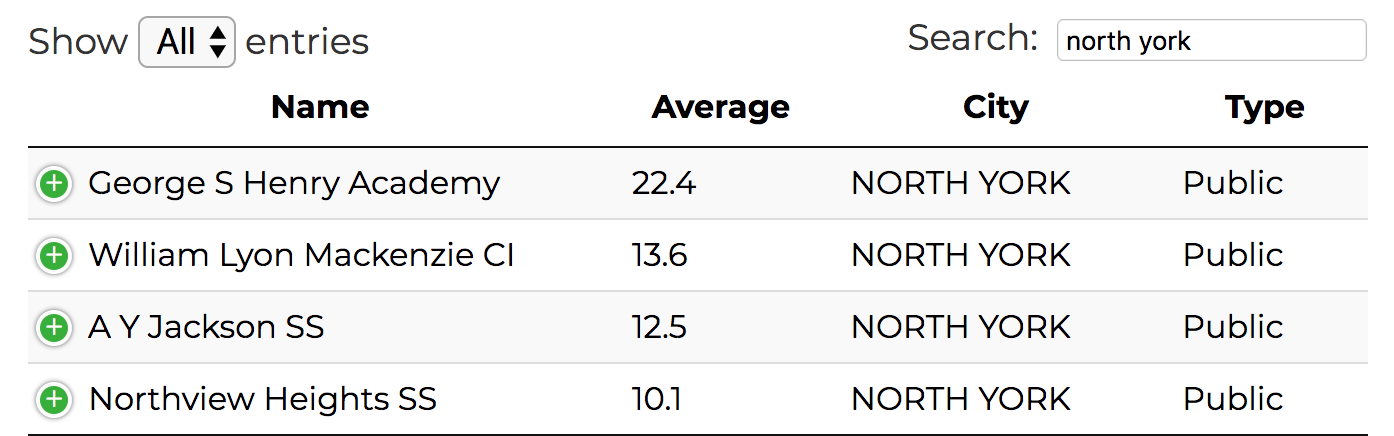 Show All entries Search: north york
Name Average City Type
George S Henry Academy 22.4 NORTH YORK Public
William Lyon Mackenzie CI 13.6 NORTH YORK Public
A Y Jackson SS 12.5 NORTH YORK Public
Northview Heights SS 10.1 NORTH YORK Public